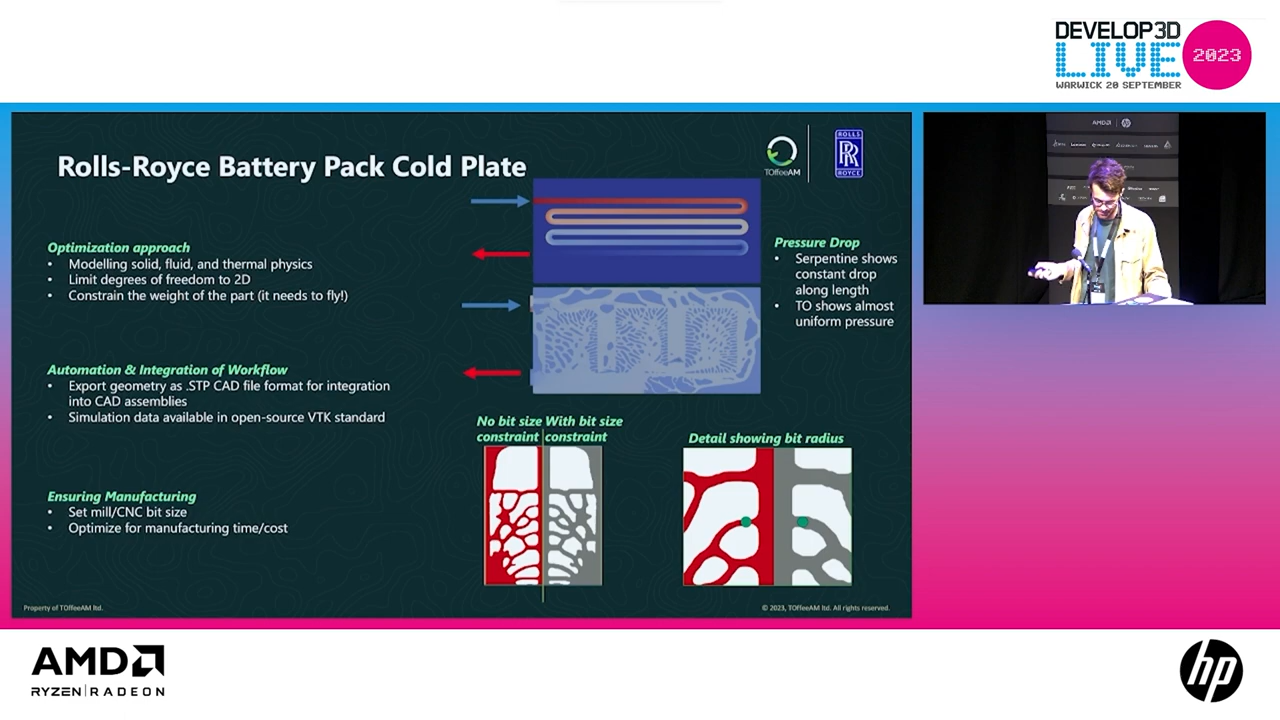 DEVELOP3D
LIVE
2023
WARWICK 20 SEPTEMBER
Rolls-Royce Battery Pack Cold Plate
TOffeeAM
ROLLS
RR
ROYCE
AMD
hp
Optimization approach
• Modelling solid, fluid, and thermal physics
• Limit degrees of freedom to 2D
• Constrain the weight of the part (it needs to fly!)
Pressure Drop
• Serpentine shows
constant drop
along length
• TO shows almost
uniform pressure
Automation & Integration of Workflow
• Export geometry as .STP CAD file format for integration
into CAD assemblies
• Simulation data available in open-source VTK standard
No bit size
constraint
With bit size
constraint
Detail showing bit radius
Ensuring Manufacturing
• Set mill/CNC bit size
• Optimize for manufacturing time/cost
Property of TOffeeAM ltd.
© 2023, TOffeeAM ltd. All rights reserved.
AMD
RYZEN | RADEON
hp